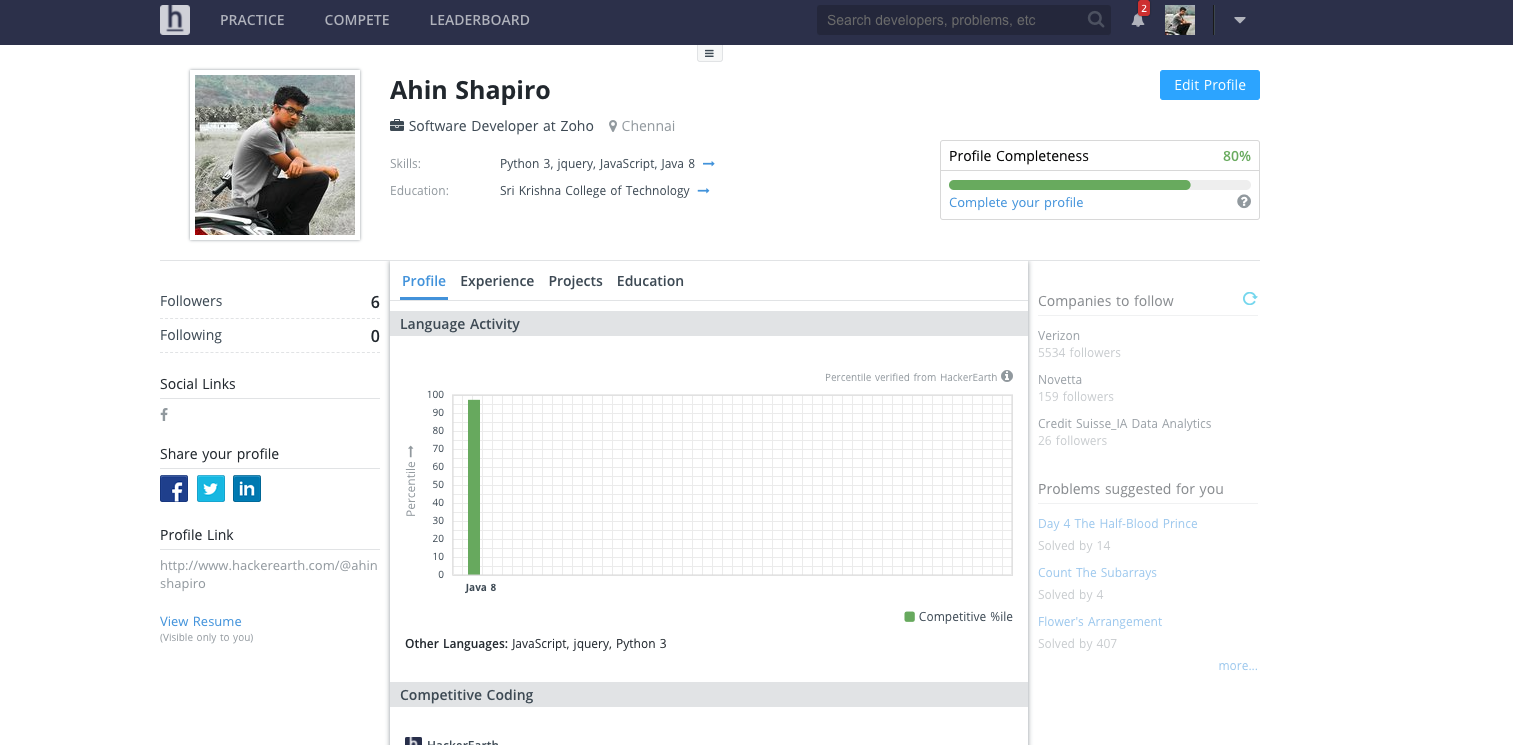 h PRACTICE COMPETE LEADERBOARD Search developers, problems, etc 2
Ahin Shapiro
Edit Profile
Software Developer at Zoho Chennai
Skills: Python 3, jquery, JavaScript, Java 8 →
Education: Sri Krishna College of Technology →
Profile Completeness 80%
Complete your profile ?
Followers 6
Following 0
Social Links
f
Share your profile
f in
Profile Link
http://www.hackerearth.com/@ahin
shapiro
View Resume
(Visible only to you)
Profile Experience Projects Education
Language Activity
Percentile verified from HackerEarth i
Percentile →
100
90
80
70
60
50
40
30
20
10
0
Java 8
Competitive %ile
Other Languages: JavaScript, jquery, Python 3
Competitive Coding
h HackerEarth
Companies to follow
Verizon
5534 followers
Novetta
159 followers
Credit Suisse_IA Data Analytics
26 followers
Problems suggested for you
Day 4 The Half-Blood Prince
Solved by 14
Count The Subarrays
Solved by 4
Flower's Arrangement
Solved by 407
more...